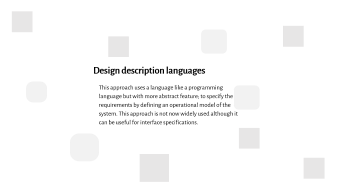 Design description languages
This approach uses a language like a programming
language but with more abstract feature; to specify the
requirements by defining an operational model of the
system. This approach is not now widely used although it
can be useful for interface specifications.